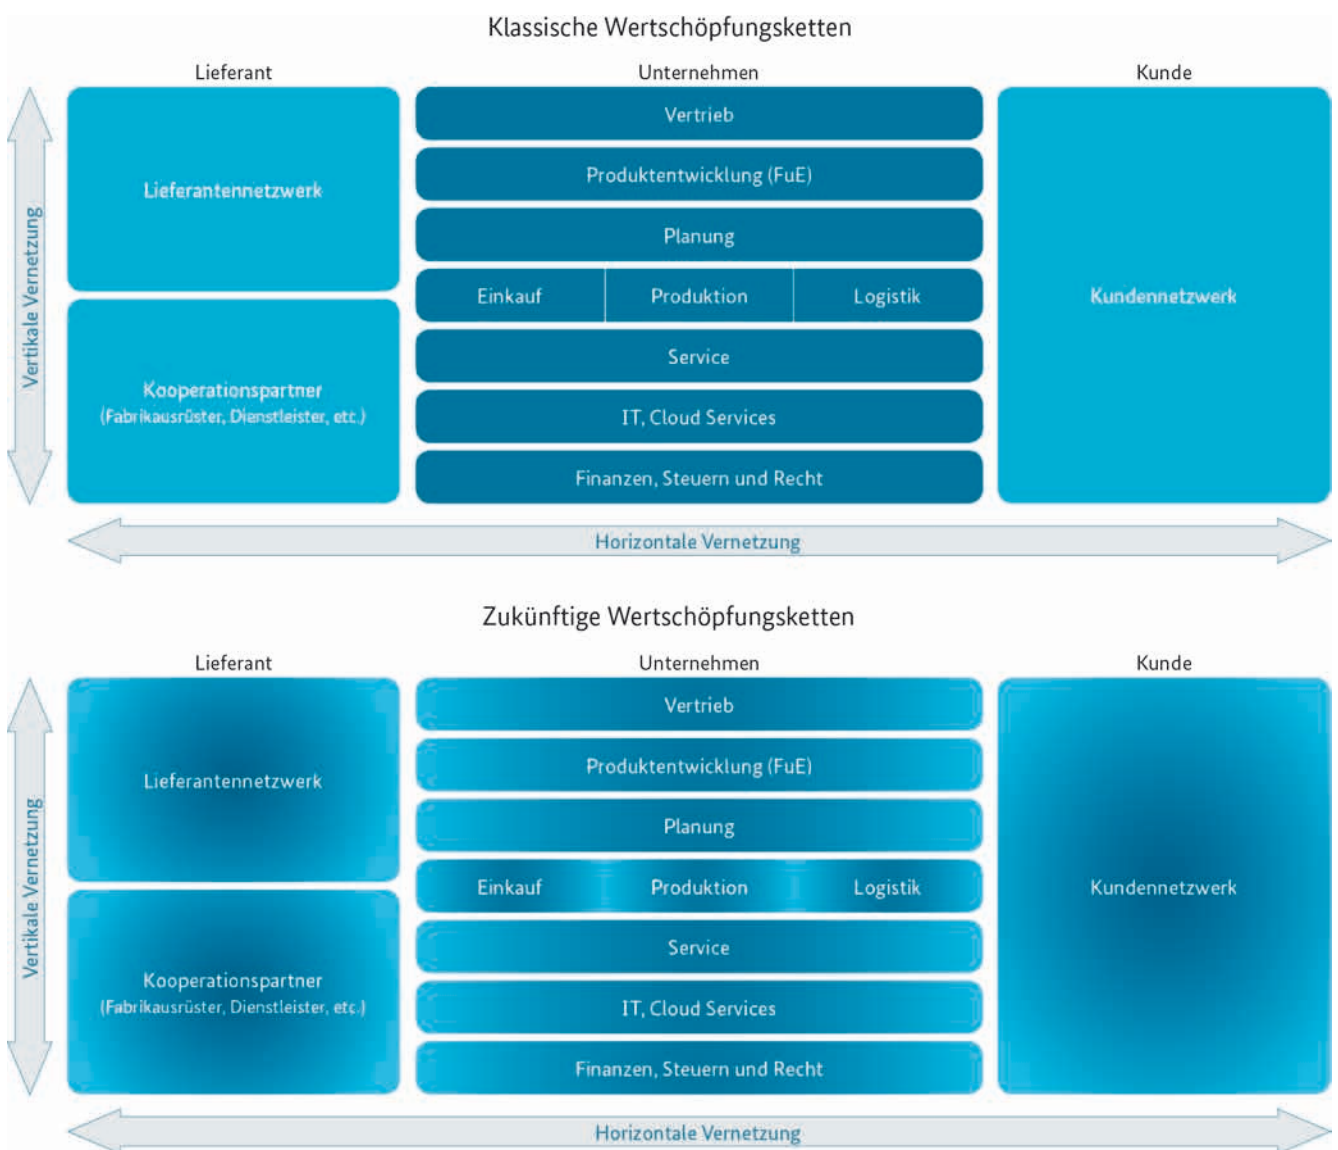 Klassische Wertschöpfungsketten
Lieferant
Unternehmen
Kunde
Vertikale Vernetzung
Lieferantennetzwerk
Kooperationspartner
(Fabrikausrüster, Dienstleister, etc.)
Vertrieb
Produktentwicklung (FuE)
Planung
Einkauf
Produktion
Logistik
Service
IT, Cloud Services
Finanzen, Steuern und Recht
Kundennetzwerk
Horizontale Vernetzung
Zukünftige Wertschöpfungsketten
Lieferant
Unternehmen
Kunde
Vertikale Vernetzung
Lieferantennetzwerk
Kooperationspartner
(Fabrikausrüster, Dienstleister, etc.)
Vertrieb
Produktentwicklung (FuE)
Planung
Einkauf
Produktion
Logistik
Service
IT, Cloud Services
Finanzen, Steuern und Recht
Kundennetzwerk
Horizontale Vernetzung